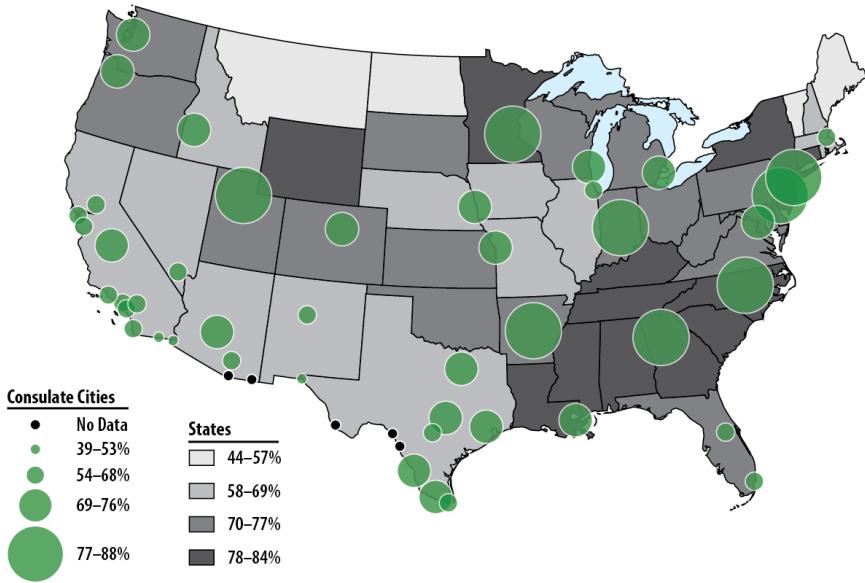 Consulate Cities
No Data
39–53%
54–68%
69–76%
77–88%
States
44–57%
58–69%
70–77%
78–84%